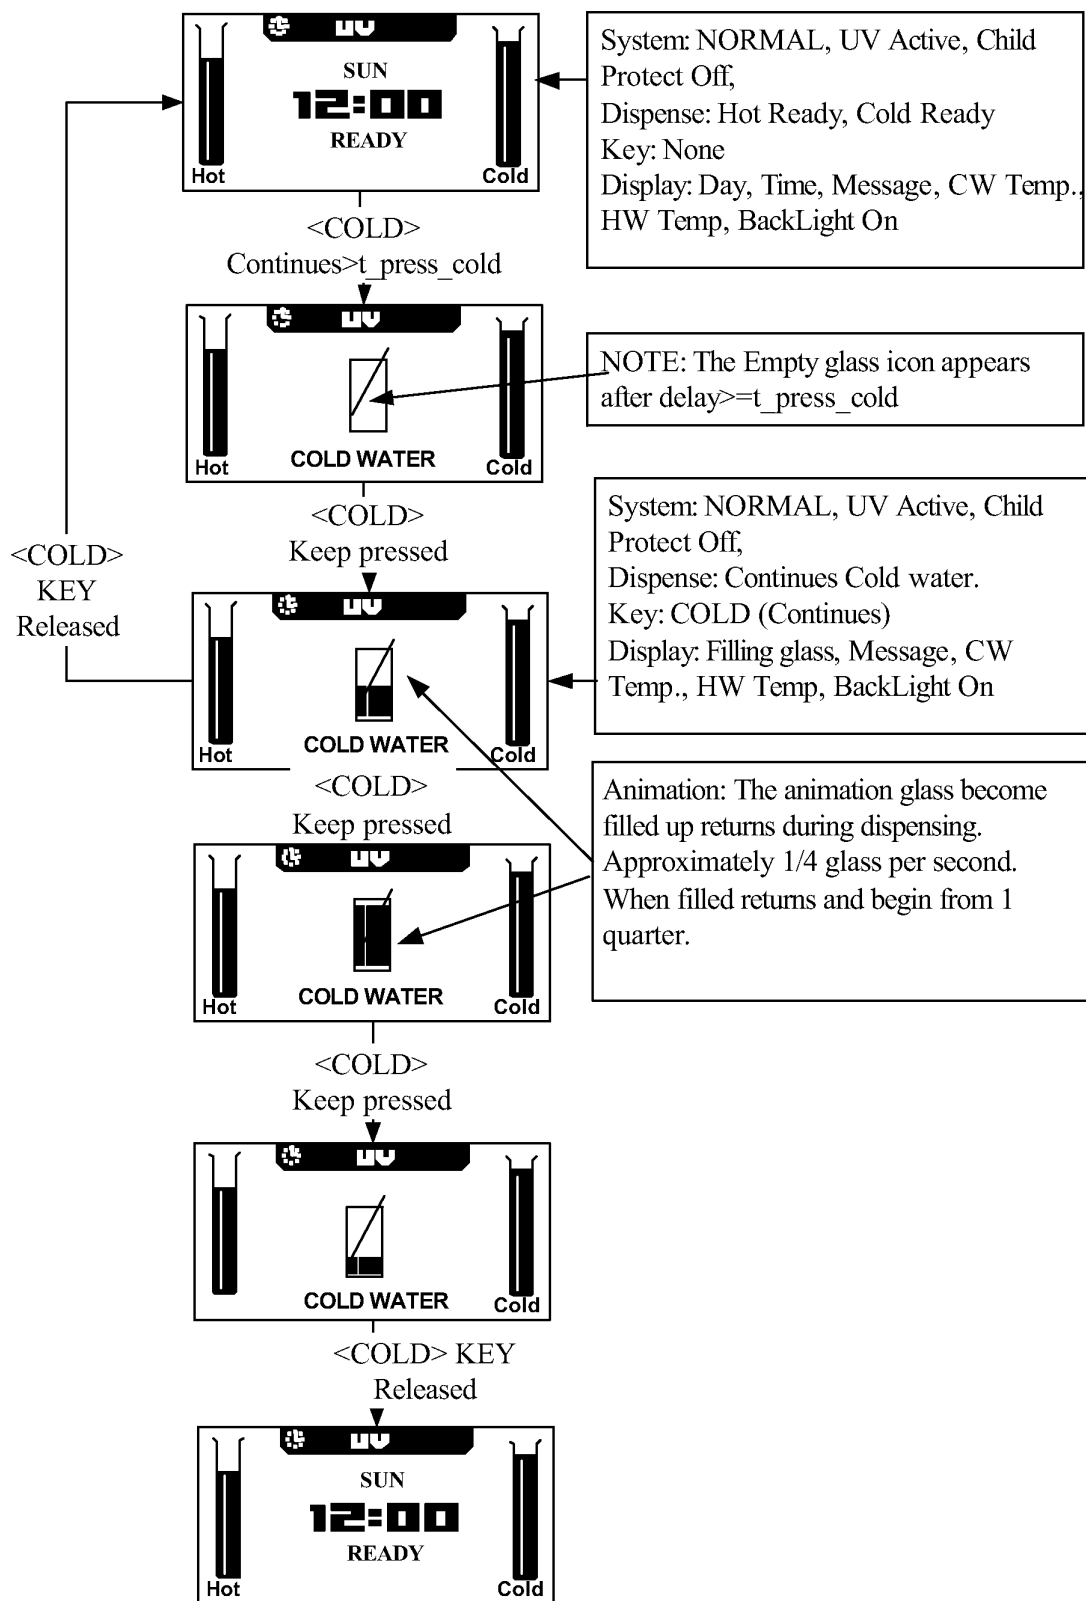 UV
SUN
12:00
READY
Hot
Cold
System: NORMAL, UV Active, Child
Protect Off,
Dispense: Hot Ready, Cold Ready
Key: None
Display: Day, Time, Message, CW Temp.,
HW Temp, BackLight On
<COLD>
Continues>t_press_cold
UV
COLD WATER
Hot
Cold
NOTE: The Empty glass icon appears
after delay>=t_press_cold
<COLD>
Keep pressed
<COLD>
KEY
Released
UV
COLD WATER
Hot
Cold
System: NORMAL, UV Active, Child
Protect Off,
Dispense: Continues Cold water.
Key: COLD (Continues)
Display: Filling glass, Message, CW
Temp., HW Temp, BackLight On
<COLD>
Keep pressed
Animation: The animation glass become
filled up returns during dispensing.
Approximately 1/4 glass per second.
When filled returns and begin from 1
quarter.
UV
COLD WATER
Hot
Cold
<COLD>
Keep pressed
UV
COLD WATER
Cold
<COLD> KEY
Released
UV
SUN
12:00
READY
Hot
Cold